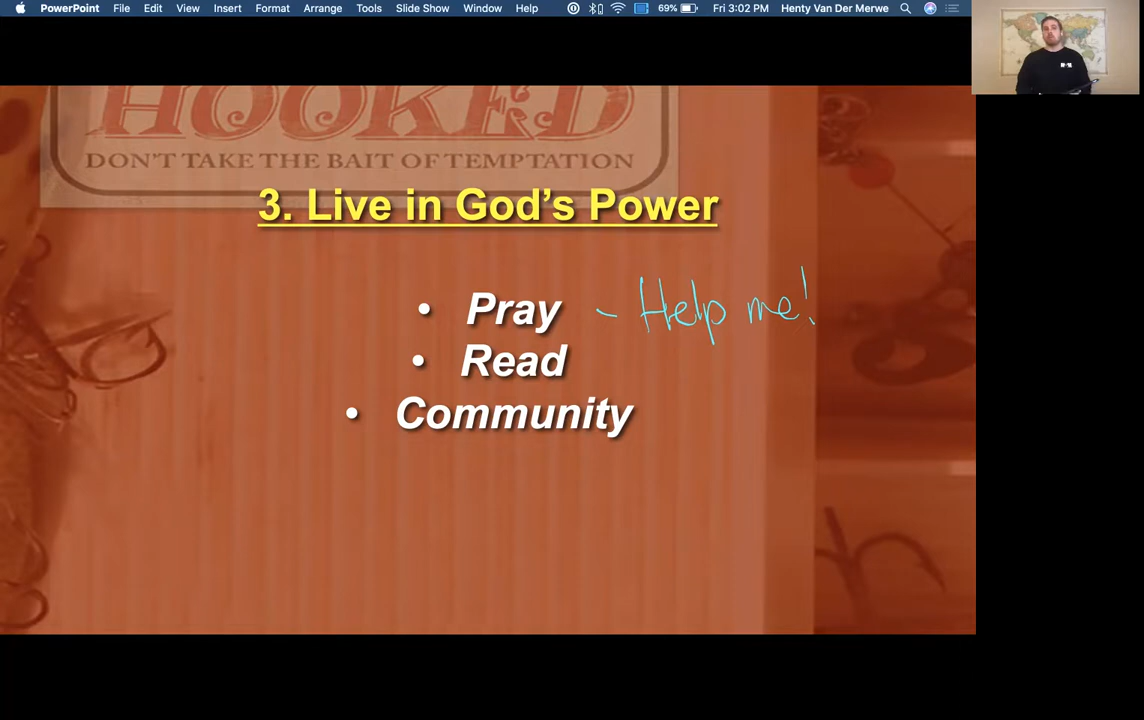 PowerPoint File Edit View Insert Format Arrange Tools Slide Show Window Help 69% Fri 3:02 PM Henty Van Der Merwe
HOOKED
DON'T TAKE THE BAIT OF TEMPTATION
3. Live in God's Power
• Pray - Help me!
• Read
• Community